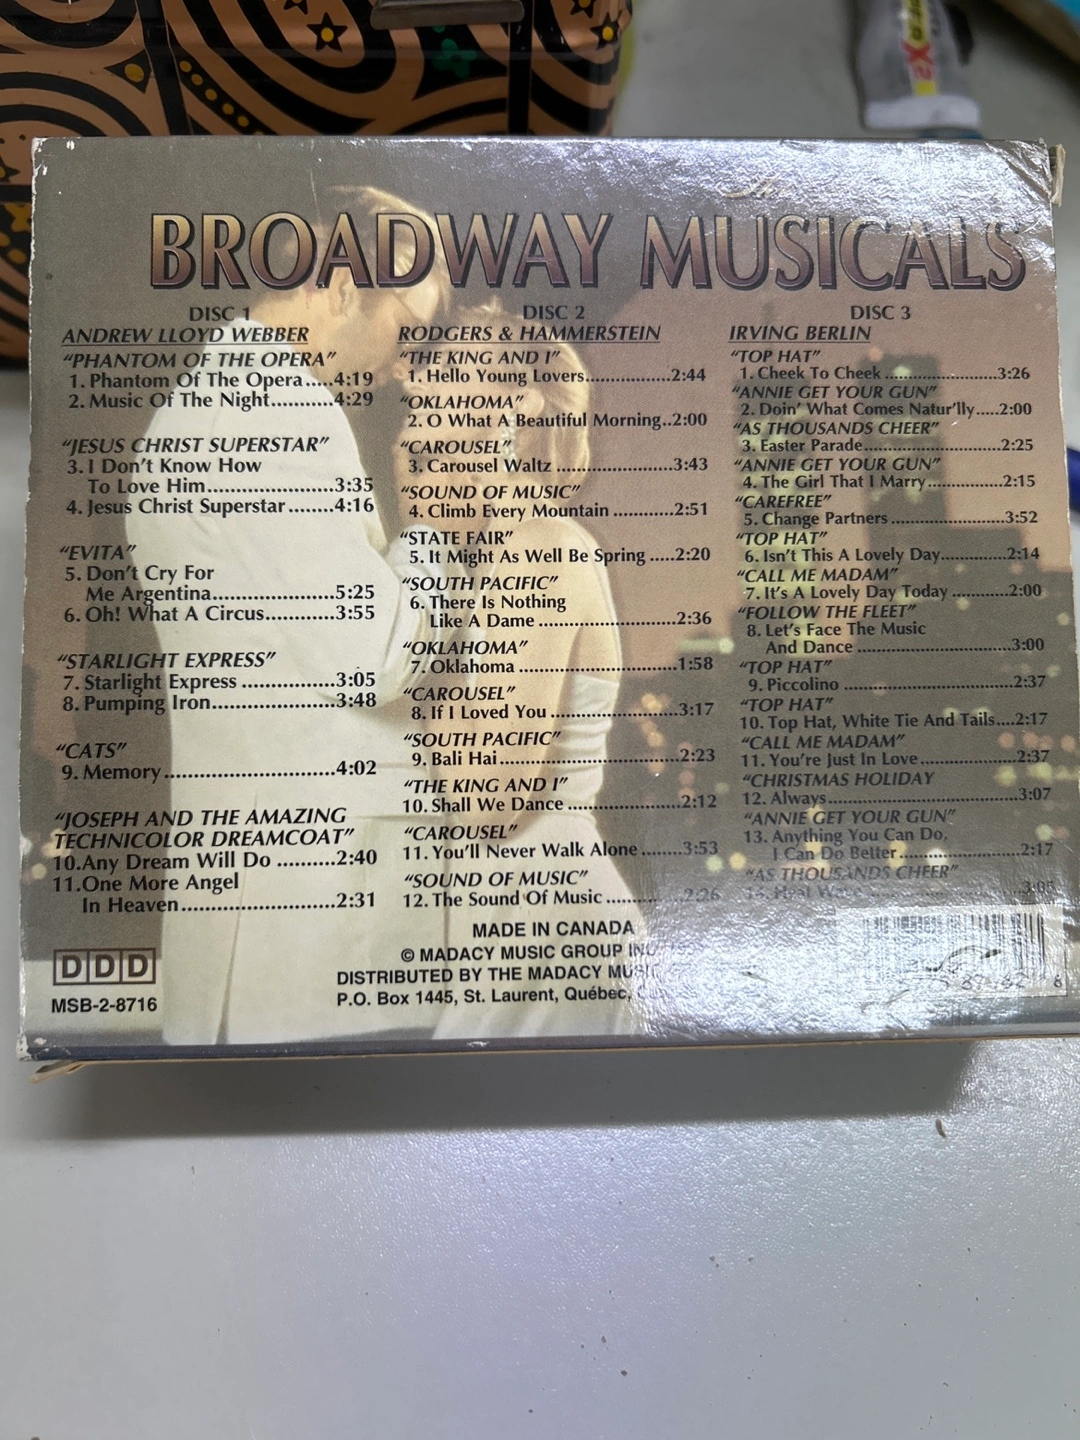 The
BROADWAY MUSICALS
DISC 1
ANDREW LLOYD WEBBER
"PHANTOM OF THE OPERA"
1. Phantom Of The Opera.....4:19
2. Music Of The Night...........4:29
"JESUS CHRIST SUPERSTAR"
3. I Don't Know How
To Love Him......................3:35
4. Jesus Christ Superstar........4:16
"EVITA"
5. Don't Cry For
Me Argentina.....................5:25
6. Oh! What A Circus............3:55
"STARLIGHT EXPRESS"
7. Starlight Express ...............3:05
8. Pumping Iron.....................3:48
"CATS"
9. Memory.............................4:02
"JOSEPH AND THE AMAZING
TECHNICOLOR DREAMCOAT"
10. Any Dream Will Do ..........2:40
11. One More Angel
In Heaven...........................2:31
DISC 2
RODGERS & HAMMERSTEIN
"THE KING AND I"
1. Hello Young Lovers.................2:44
"OKLAHOMA"
2. O What A Beautiful Morning..2:00
"CAROUSEL"
3. Carousel Waltz .......................3:43
"SOUND OF MUSIC"
4. Climb Every Mountain ............2:51
"STATE FAIR"
5. It Might As Well Be Spring .....2:20
"SOUTH PACIFIC"
6. There Is Nothing
Like A Dame ...........................2:36
"OKLAHOMA"
7. Oklahoma ...............................1:58
"CAROUSEL"
8. If I Loved You .........................3:17
"SOUTH PACIFIC"
9. Bali Hai...................................2:23
"THE KING AND I"
10. Shall We Dance ......................2:12
"CAROUSEL"
11. You'll Never Walk Alone ........3:53
"SOUND OF MUSIC"
12. The Sound Of Music ...............2:26
DISC 3
IRVING BERLIN
"TOP HAT"
1. Cheek To Cheek .....................3:26
"ANNIE GET YOUR GUN"
2. Doin' What Comes Natur'lly.....2:00
"AS THOUSANDS CHEER"
3. Easter Parade..........................2:25
"ANNIE GET YOUR GUN"
4. The Girl That I Marry..............2:15
"CAREFREE"
5. Change Partners .....................3:52
"TOP HAT"
6. Isn't This A Lovely Day...........2:14
"CALL ME MADAM"
7. It's A Lovely Day Today ...........2:00
"FOLLOW THE FLEET"
8. Let's Face The Music
And Dance ............................3:00
"TOP HAT"
9. Piccolino ...............................2:37
"TOP HAT"
10. Top Hat, White Tie And Tails....2:17
"CALL ME MADAM"
11. You're Just In Love..................2:37
"CHRISTMAS HOLIDAY
12. Always...................................3:07
"ANNIE GET YOUR GUN"
13. Anything You Can Do,
I Can Do Better......................2:17
"AS THOUSANDS CHEER"
14. Heat Wave ............................3:05
DDD
MSB-2-8716
MADE IN CANADA
© MADACY MUSIC GROUP INC.
DISTRIBUTED BY THE MADACY MUSIC
P.O. Box 1445, St. Laurent, Québec,